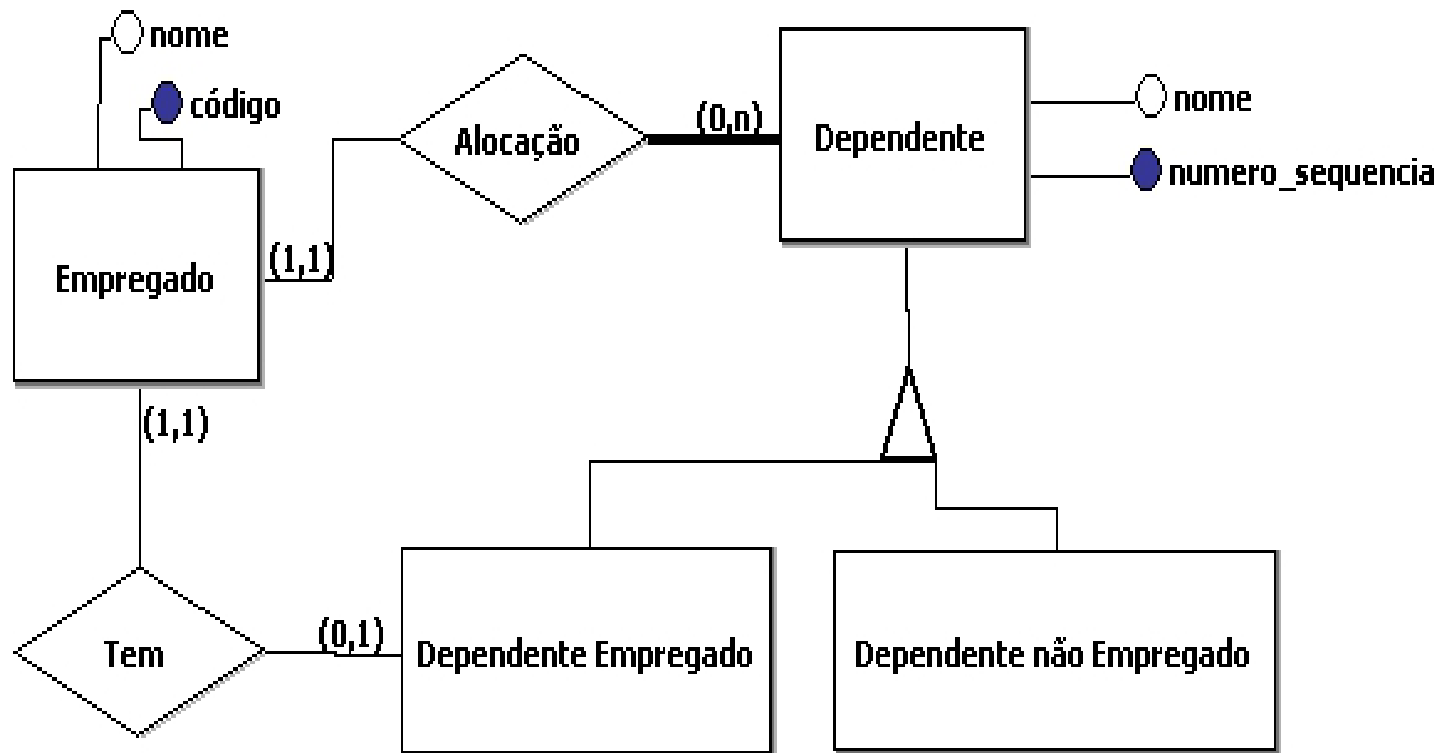 nome
código
Empregado
(1,1)
Alocação
(0,n)
Dependente
nome
numero_sequencia
(1,1)
Tem
(0,1)
Dependente Empregado
Dependente não Empregado